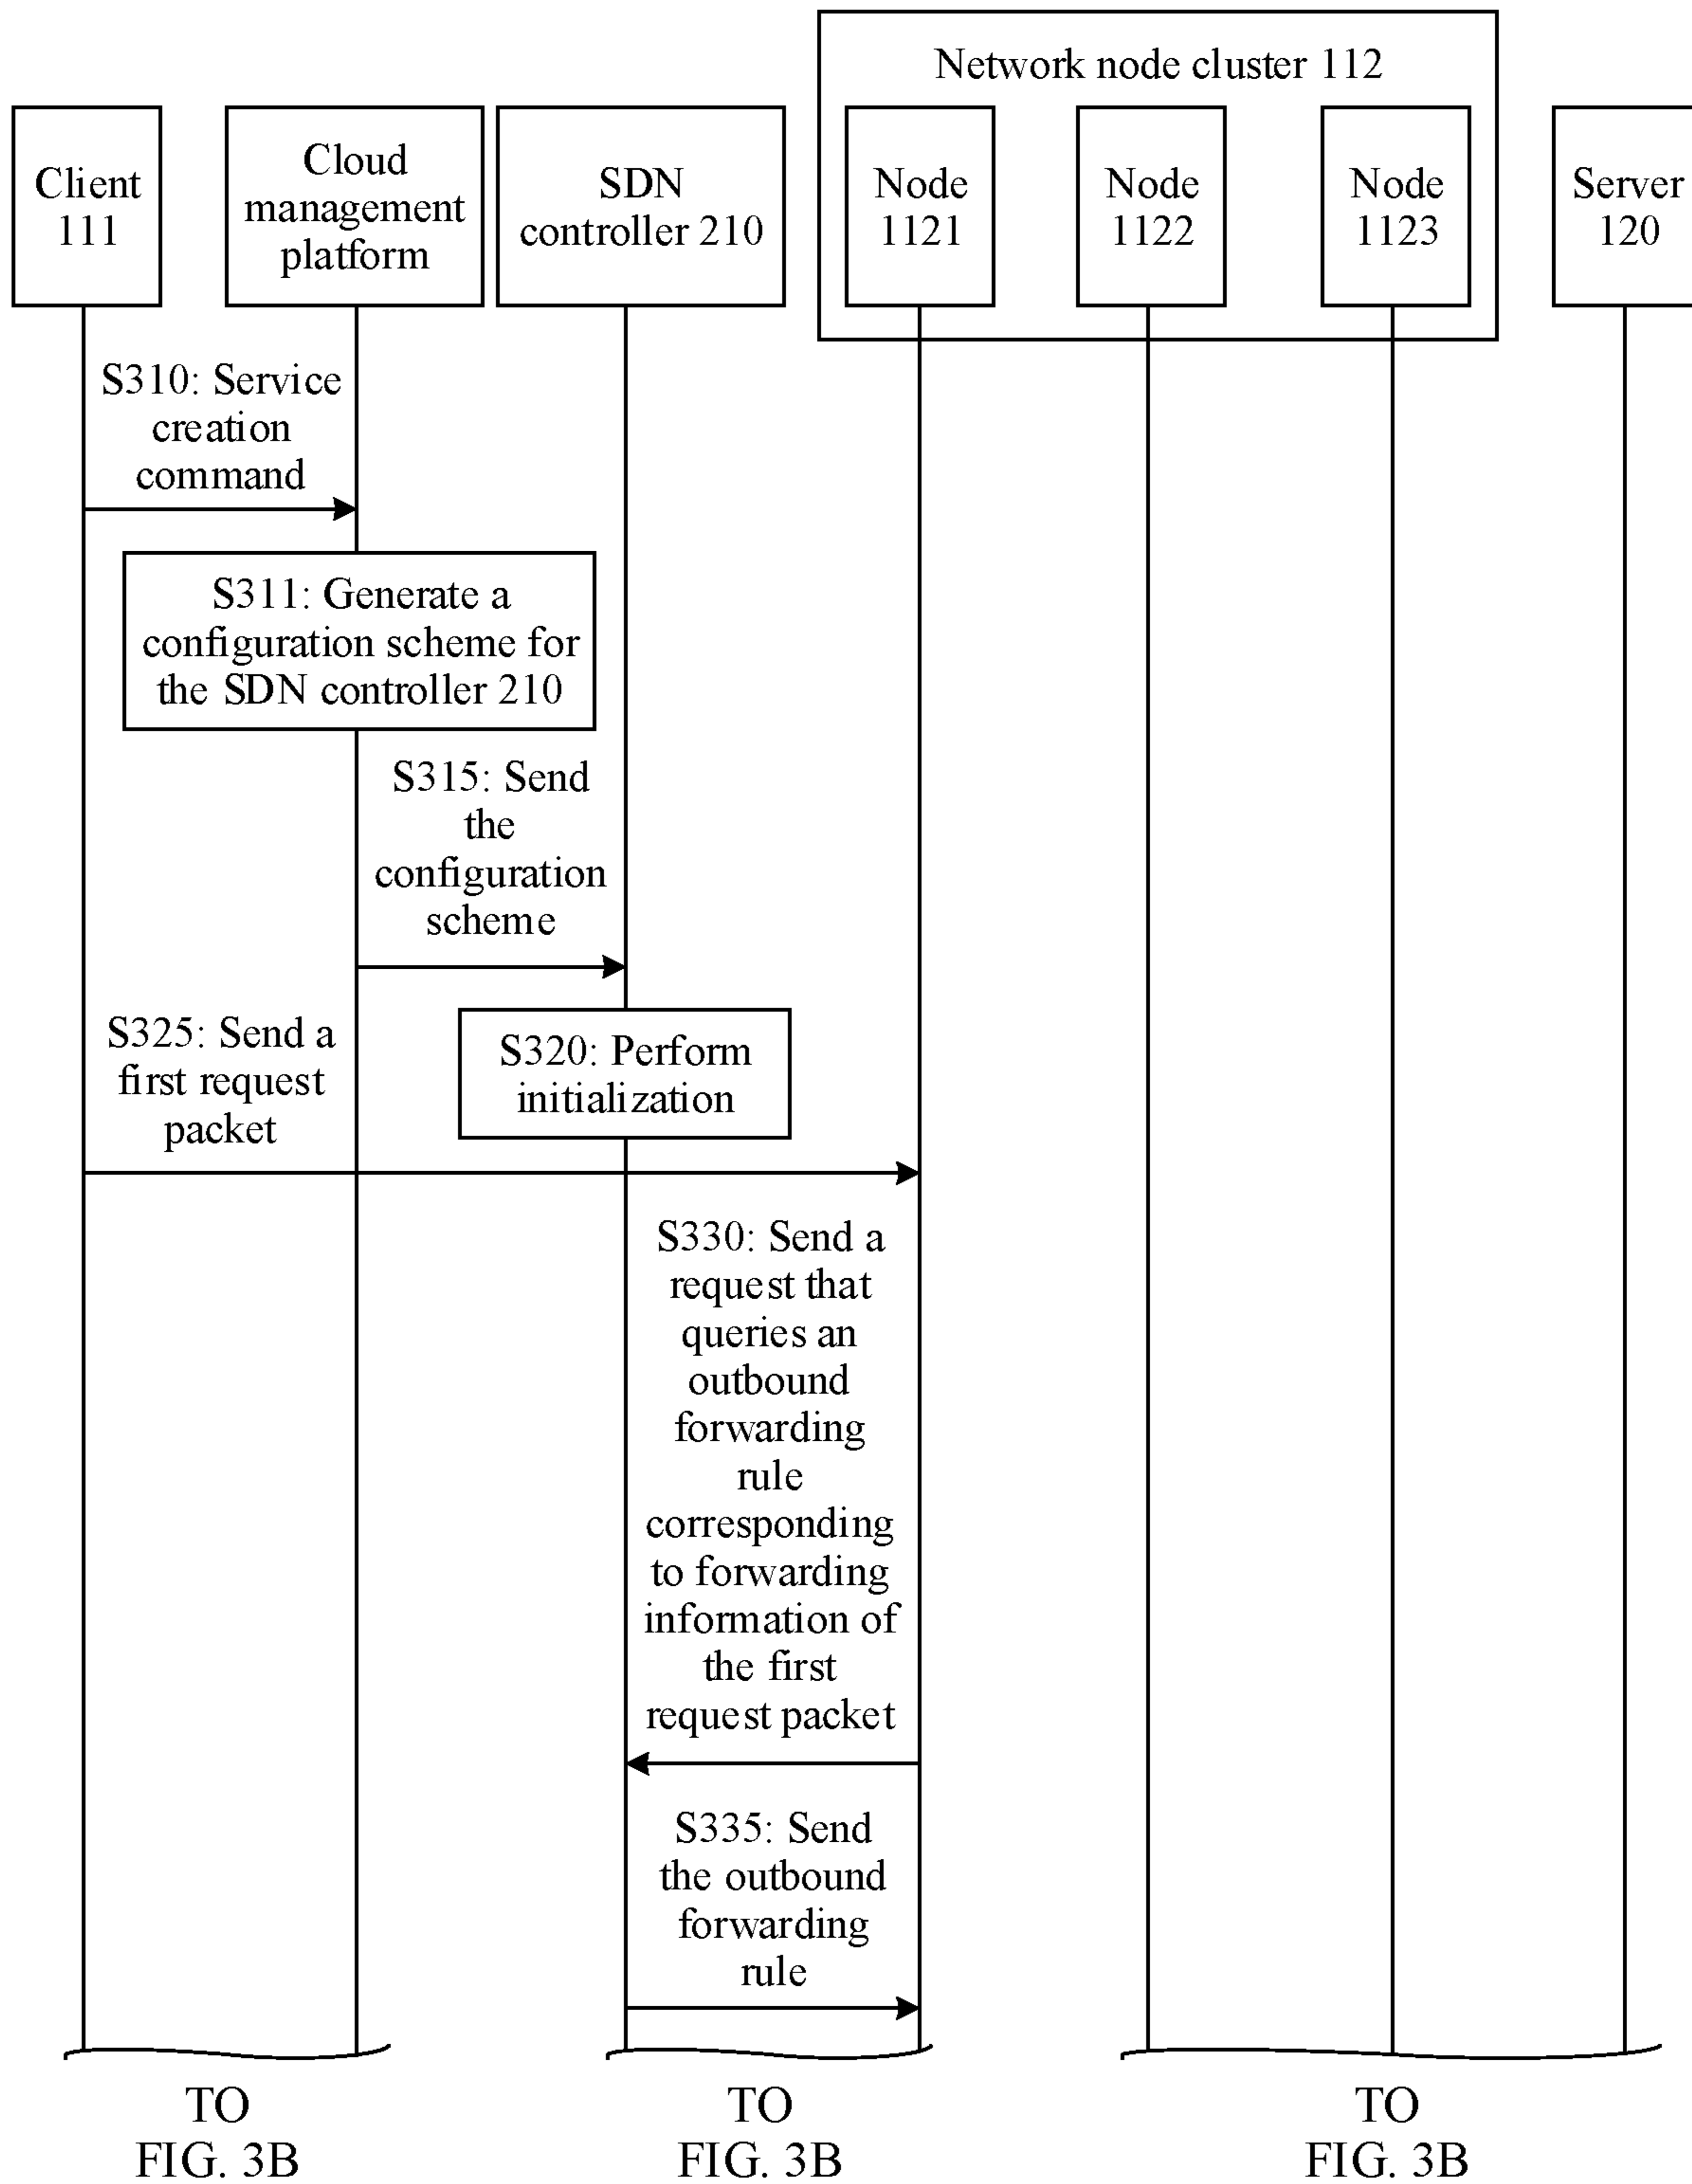 Network node cluster 112
Client
111
Cloud
management
platform
SDN
controller 210
Node
1121
Node
1122
Node
1123
Server
120
S310: Service
creation
command
S311: Generate a
configuration scheme for
the SDN controller 210
S315: Send
the
configuration
scheme
S325: Send a
first request
packet
S320: Perform
initialization
S330: Send a
request that
queries an
outbound
forwarding
rule
corresponding
to forwarding
information of
the first
request packet
S335: Send
the outbound
forwarding
rule
TO
FIG. 3B
TO
FIG. 3B
TO
FIG. 3B